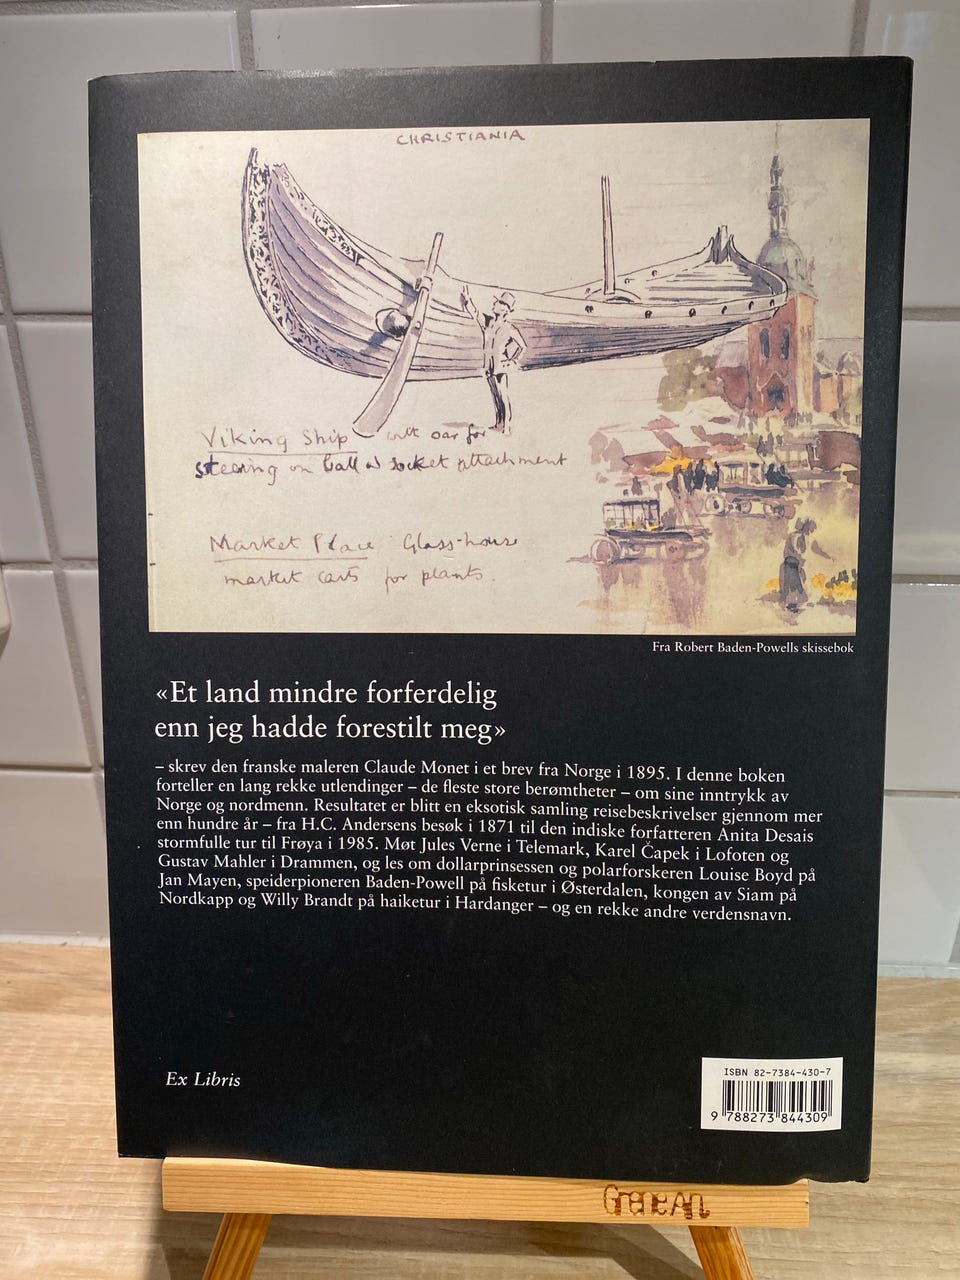 CHRISTIANIA
Viking Ship with oar for
steering on ball & socket attachment
Market Place Glass-house
market carts for plants.
Fra Robert Baden-Powells skissebok
«Et land mindre forferdelig
enn jeg hadde forestilt meg»
– skrev den franske maleren Claude Monet i et brev fra Norge i 1895. I denne boken
forteller en lang rekke utlendinger – de fleste store berømtheter – om sine inntrykk av
Norge og nordmenn. Resultatet er blitt en eksotisk samling reisebeskrivelser gjennom mer
enn hundre år – fra H.C. Andersens besøk i 1871 til den indiske forfatteren Anita Desais
stormfulle tur til Frøya i 1985. Møt Jules Verne i Telemark, Karel Čapek i Lofoten og
Gustav Mahler i Drammen, og les om dollarprinsessen og polarforskeren Louise Boyd på
Jan Mayen, speiderpioneren Baden-Powell på fisketur i Østerdalen, kongen av Siam på
Nordkapp og Willy Brandt på haiketur i Hardanger – og en rekke andre verdensnavn.
Ex Libris
ISBN 82-7384-430-7
9 788273 844309